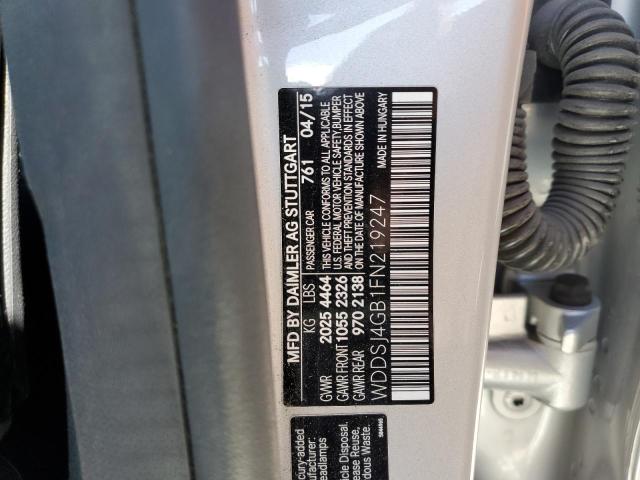 MFD BY DAIMLER AG STUTTGART
KG LBS PASSENGER CAR 761 04/15
GVWR 2025 4464 THIS VEHICLE CONFORMS TO ALL APPLICABLE
GAWR FRONT 1055 2326 U.S. FEDERAL MOTOR VEHICLE SAFETY, BUMPER
AND THEFT PREVENTION STANDARDS IN EFFECT
GAWR REAR 970 2138 ON THE DATE OF MANUFACTURE SHOWN ABOVE
WDDSJ4GB1FN219247 MADE IN HUNGARY
cury-added
nufacturer:
eadlamps
icle Disposal.
ease Reuse,
dous Waste.